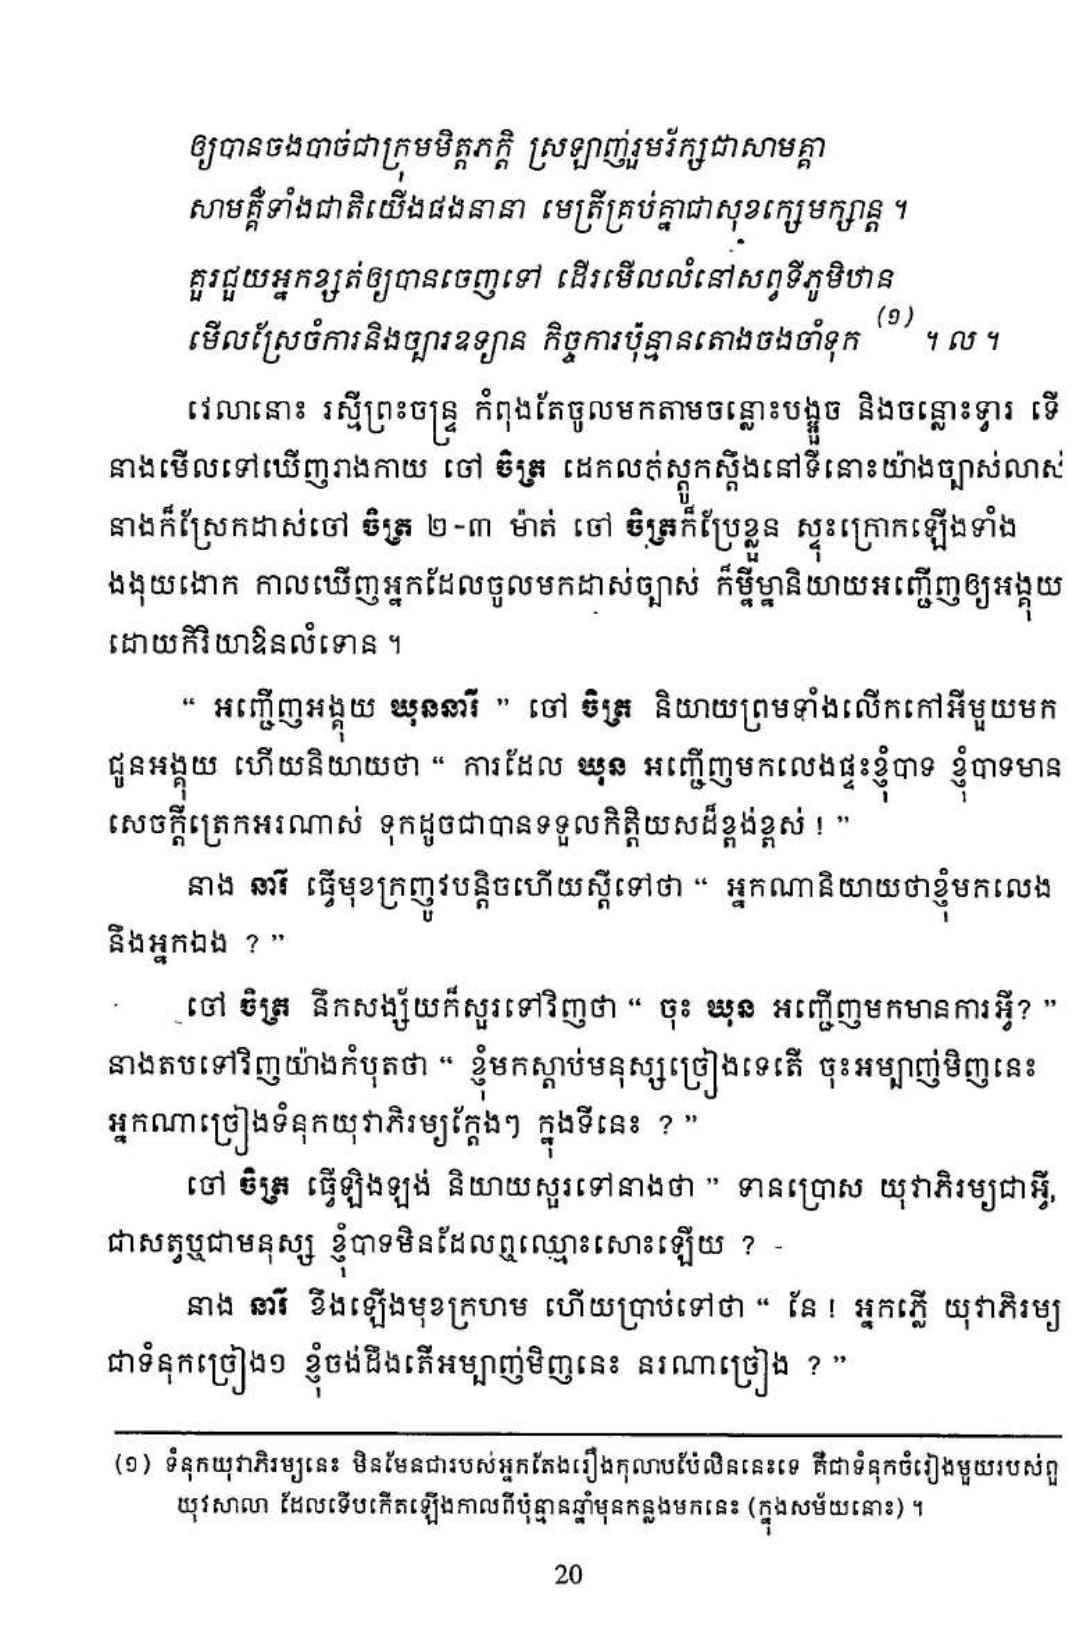 ឲ្យបានចងបាច់ជាក្រុមមិត្តភក្តិ ស្រឡាញ់រួមរ័ក្សជាសាមគ្គា
សាមគ្គីទាំងជាតិយើងផងនានា មេត្រីគ្រប់គ្នាជាសុខក្សេមក្សាន្ត ។
គួរជួយអ្នកខ្សត់ឲ្យបានចេញទៅ ដើរមើលលំនៅសព្វទីភូមិឋាន
មើលស្រែចំការនិងច្បារឧទ្យាន កិច្ចការប៉ុន្មានតោងចងចាំទុក (១) ។ ល ។
វេលានោះ រស្មីព្រះចន្ទ្រ កំពុងតែចូលមកតាមចន្លោះបង្អួច និងចន្លោះទ្វារ ទើ
នាងមើលទៅឃើញរាងកាយ ចៅ ចិត្រ ដេកលក់ស្តូកស្តឹងនៅទីនោះយ៉ាងច្បាស់លាស់
នាងក៏ស្រែកដាស់ចៅ ចិត្រ ២-៣ ម៉ាត់ ចៅ ចិត្រក៏ប្រែខ្លួន ស្ទុះក្រោកឡើងទាំង
ងងុយងោក កាលឃើញអ្នកដែលចូលមកដាស់ច្បាស់ ក៏ម្នីម្នានិយាយអញ្ជើញឲ្យអង្គុយ
ដោយកិរិយាឱនលំទោន ។
“ អញ្ជើញអង្គុយ ឃុននារី ” ចៅ ចិត្រ និយាយព្រមទាំងលើកកៅអីមួយមក
ជូនអង្គុយ ហើយនិយាយថា “ ការដែល ឃុន អញ្ជើញមកលេងផ្ទះខ្ញុំបាទ ខ្ញុំបាទមាន
សេចក្តីត្រេកអរណាស់ ទុកដូចជាបានទទួលកិត្តិយសដ៏ខ្ពង់ខ្ពស់ ! ”
នាង នារី ធ្វើមុខក្រញូវបន្តិចហើយស្តីទៅថា “ អ្នកណានិយាយថាខ្ញុំមកលេង
នឹងអ្នកឯង ? ”
ចៅ ចិត្រ នឹកសង្ស័យក៏សួរទៅវិញថា “ ចុះ ឃុន អញ្ជើញមកមានការអ្វី? ”
នាងតបទៅវិញយ៉ាងកំបុតថា “ ខ្ញុំមកស្តាប់មនុស្សច្រៀងទេតើ ចុះអម្បាញ់មិញនេះ
អ្នកណាច្រៀងទំនុកយុវាភិរម្យក្តែងៗ ក្នុងទីនេះ ? ”
ចៅ ចិត្រ ធ្វើឡិងឡង់ និយាយសួរទៅនាងថា ” ទានប្រោស យុវាភិរម្យជាអ្វី,
ជាសត្វឬជាមនុស្ស ខ្ញុំបាទមិនដែលឮឈ្មោះសោះឡើយ ?
នាង នារី ខឹងឡើងមុខក្រហម ហើយប្រាប់ទៅថា “ នែ ! អ្នកភ្លើ យុវាភិរម្យ
ជាទំនុកច្រៀង១ ខ្ញុំចង់ដឹងតើអម្បាញ់មិញនេះ នរណាច្រៀង ? ”
(១) ទំនុកយុវាភិរម្យនេះ មិនមែនជារបស់អ្នកតែងរឿងកុលាបប៉ៃលិននេះទេ គឺជាទំនុកចំរៀងមួយរបស់ពួ
យុវសាលា ដែលទើបកើតឡើងកាលពីប៉ុន្មានឆ្នាំមុនកន្លងមកនេះ (ក្នុងសម័យនោះ) ។
20